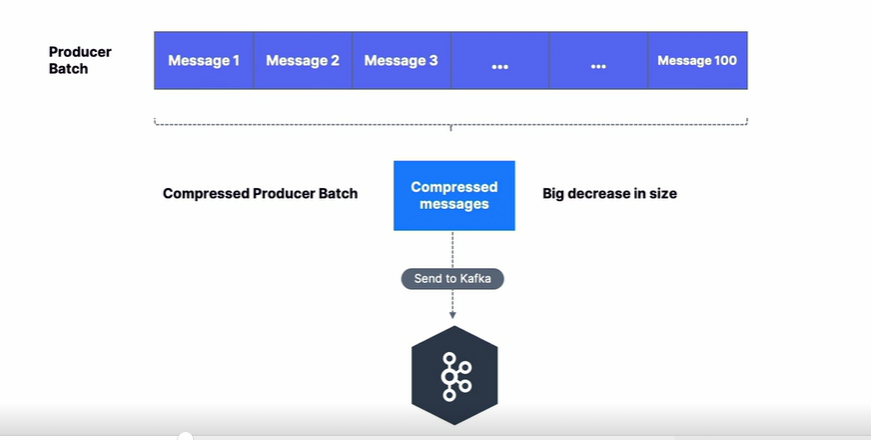 Producer
Batch
Message 1
Message 2
Message 3
...
...
Message 100
Compressed Producer Batch
Compressed
messages
Big decrease in size
Send to Kafka